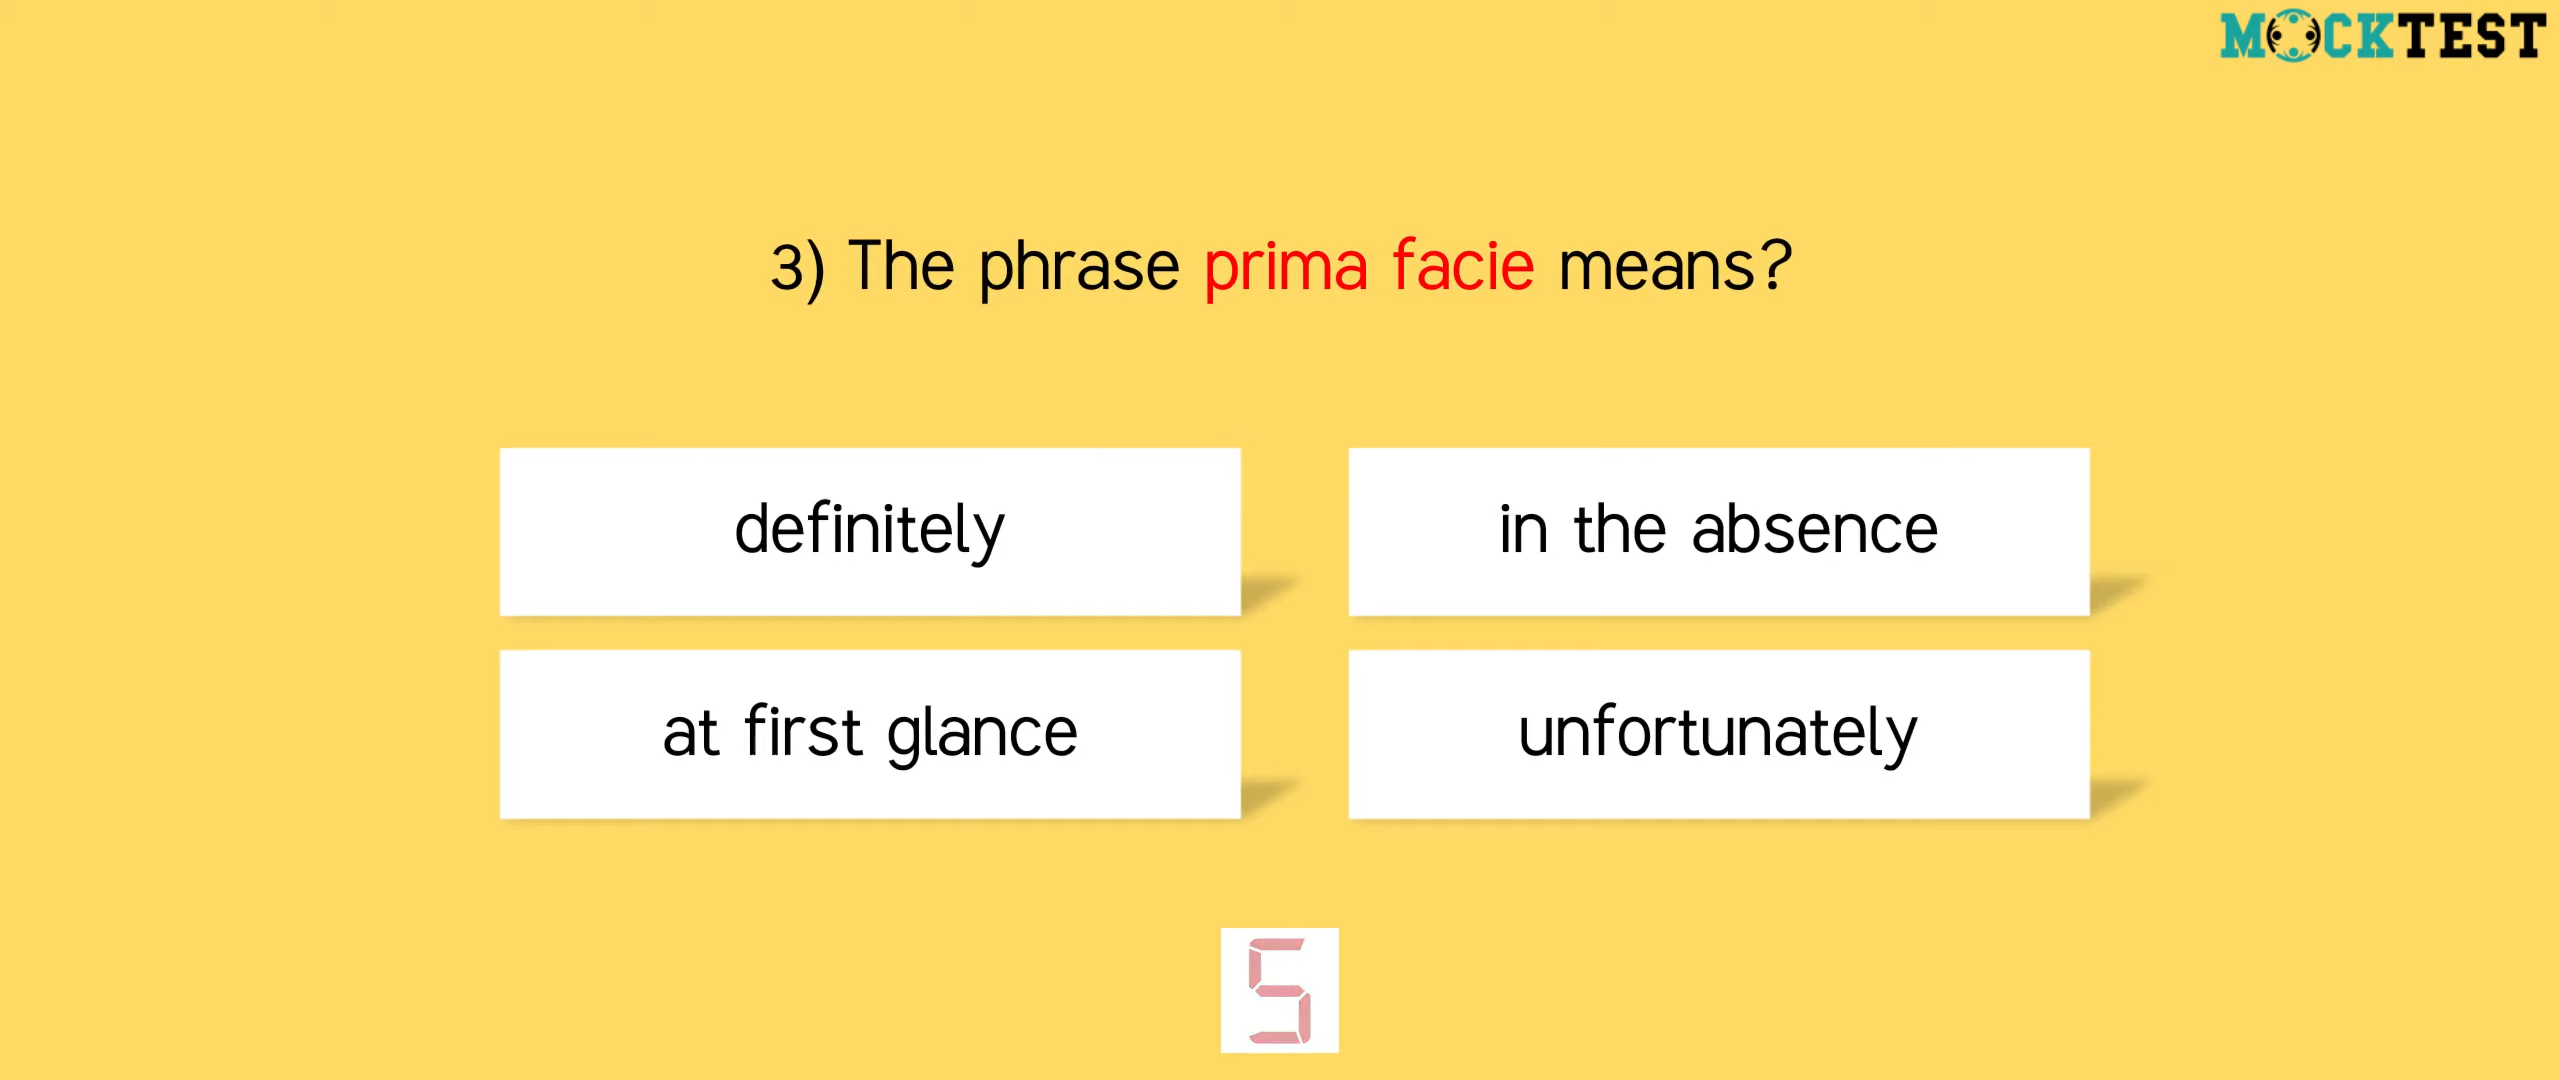 MOCKTEST
3) The phrase prima facie means?
definitely
in the absence
at first glance
unfortunately
5